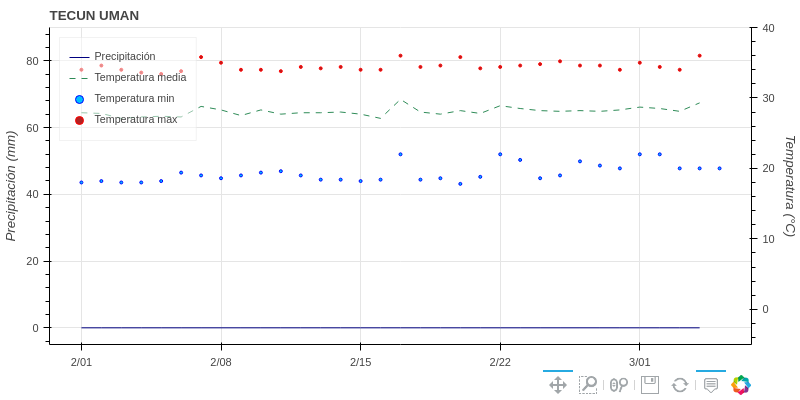 TECUN UMAN
Precipitación
Temperatura media
Temperatura min
Temperatura max
Precipitación (mm)
80
60
40
20
0
Temperatura (°C)
40
30
20
10
0
2/01
2/08
2/15
2/22
3/01